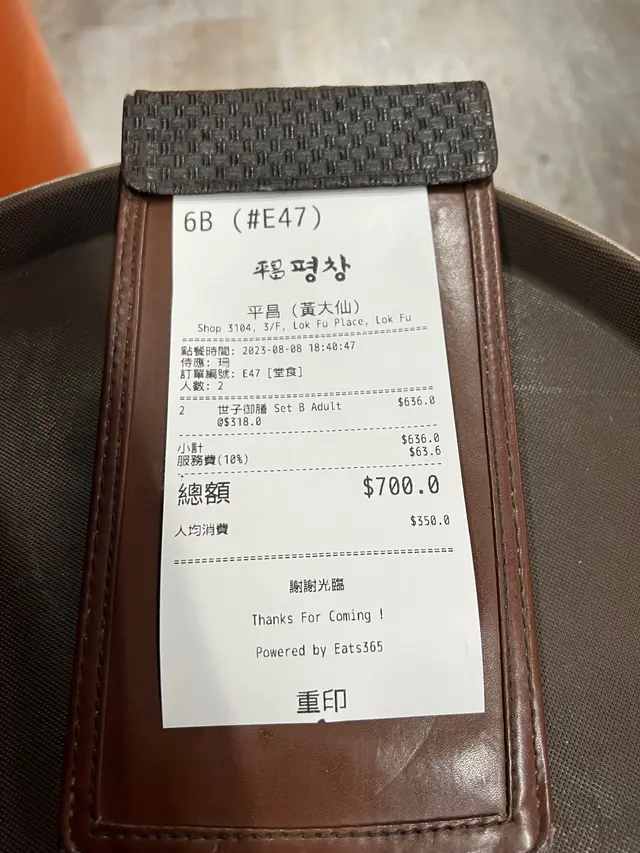 6B (#E47)
平昌 평창
平昌 (黃大仙)
Shop 3104, 3/F, Lok Fu Place, Lok Fu
點餐時間: 2023-08-08 18:40:47
侍應: 珊
訂單編號: E47 [堂食]
人數: 2
2 世子御膳 Set B Adult $636.0
@$318.0
小計 $636.0
服務費(10%) $63.6
總額 $700.0
人均消費 $350.0
謝謝光臨
Thanks For Coming !
Powered by Eats365
重印